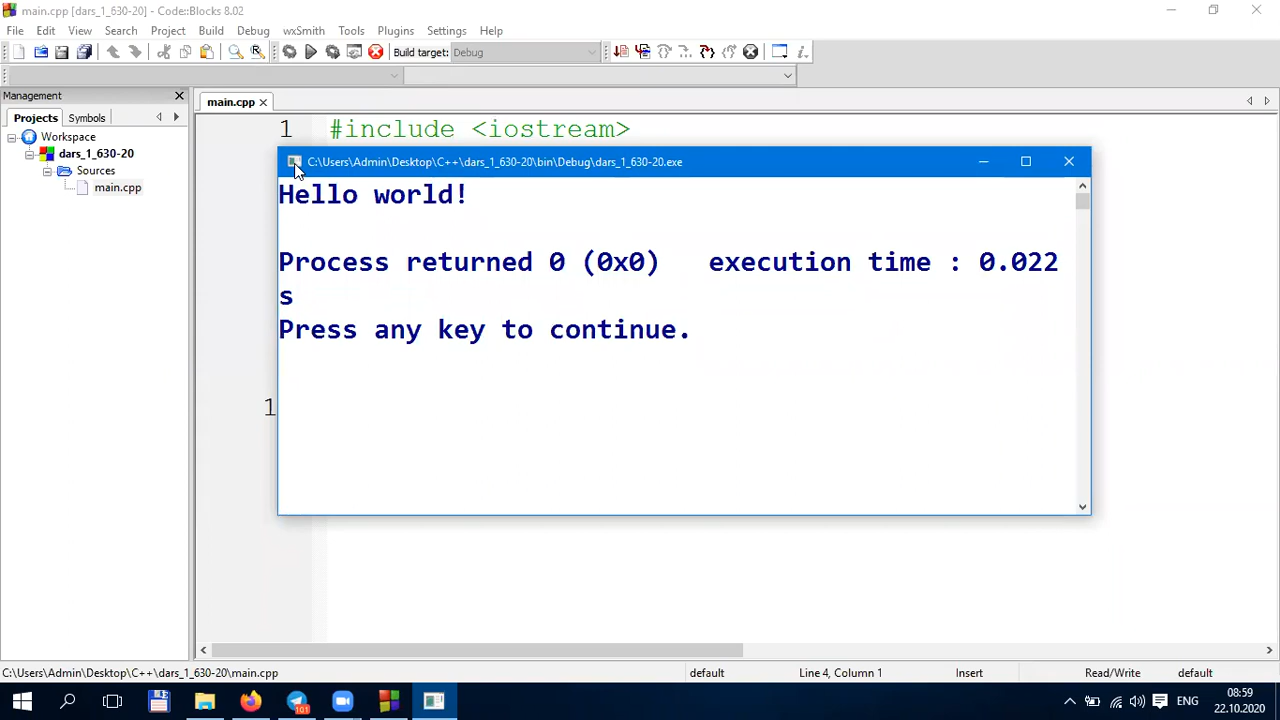 main.cpp [dars_1_630-20] - Code::Blocks 8.02
File Edit View Search Project Build Debug wxSmith Tools Plugins Settings Help
Build target: Debug
Management
main.cpp
Projects Symbols
1 #include <iostream>
Workspace
dars_1_630-20
Sources
main.cpp
C:\Users\Admin\Desktop\C++\dars_1_630-20\bin\Debug\dars_1_630-20.exe
Hello world!
Process returned 0 (0x0) execution time : 0.022
s
Press any key to continue.
1
C:\Users\Admin\Desktop\C++\dars_1_630-20\main.cpp default Line 4, Column 1 Insert Read/Write default
101
ENG
08:59
22.10.2020